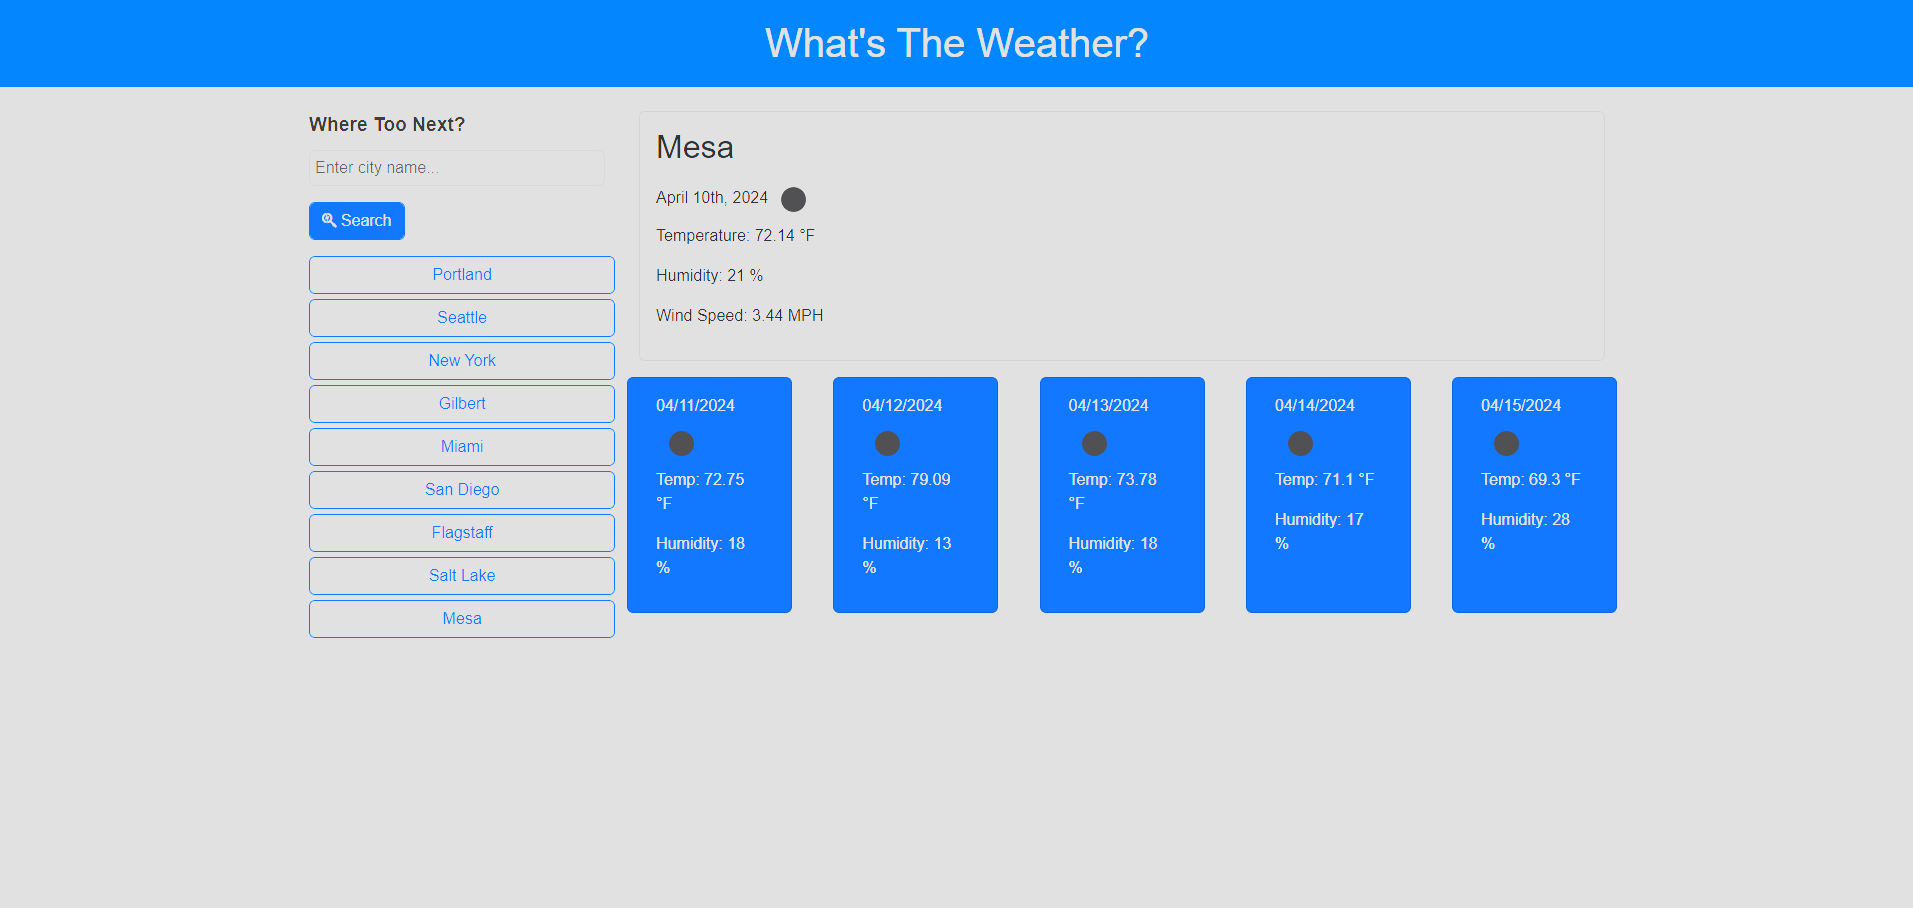 What's The Weather?
Where Too Next?
Enter city name...
Search
Portland
Seattle
New York
Gilbert
Miami
San Diego
Flagstaff
Salt Lake
Mesa
Mesa
April 10th, 2024
Temperature: 72.14 °F
Humidity: 21 %
Wind Speed: 3.44 MPH
04/11/2024
Temp: 72.75
°F
Humidity: 18
%
04/12/2024
Temp: 79.09
°F
Humidity: 13
%
04/13/2024
Temp: 73.78
°F
Humidity: 18
%
04/14/2024
Temp: 71.1 °F
Humidity: 17
%
04/15/2024
Temp: 69.3 °F
Humidity: 28
%